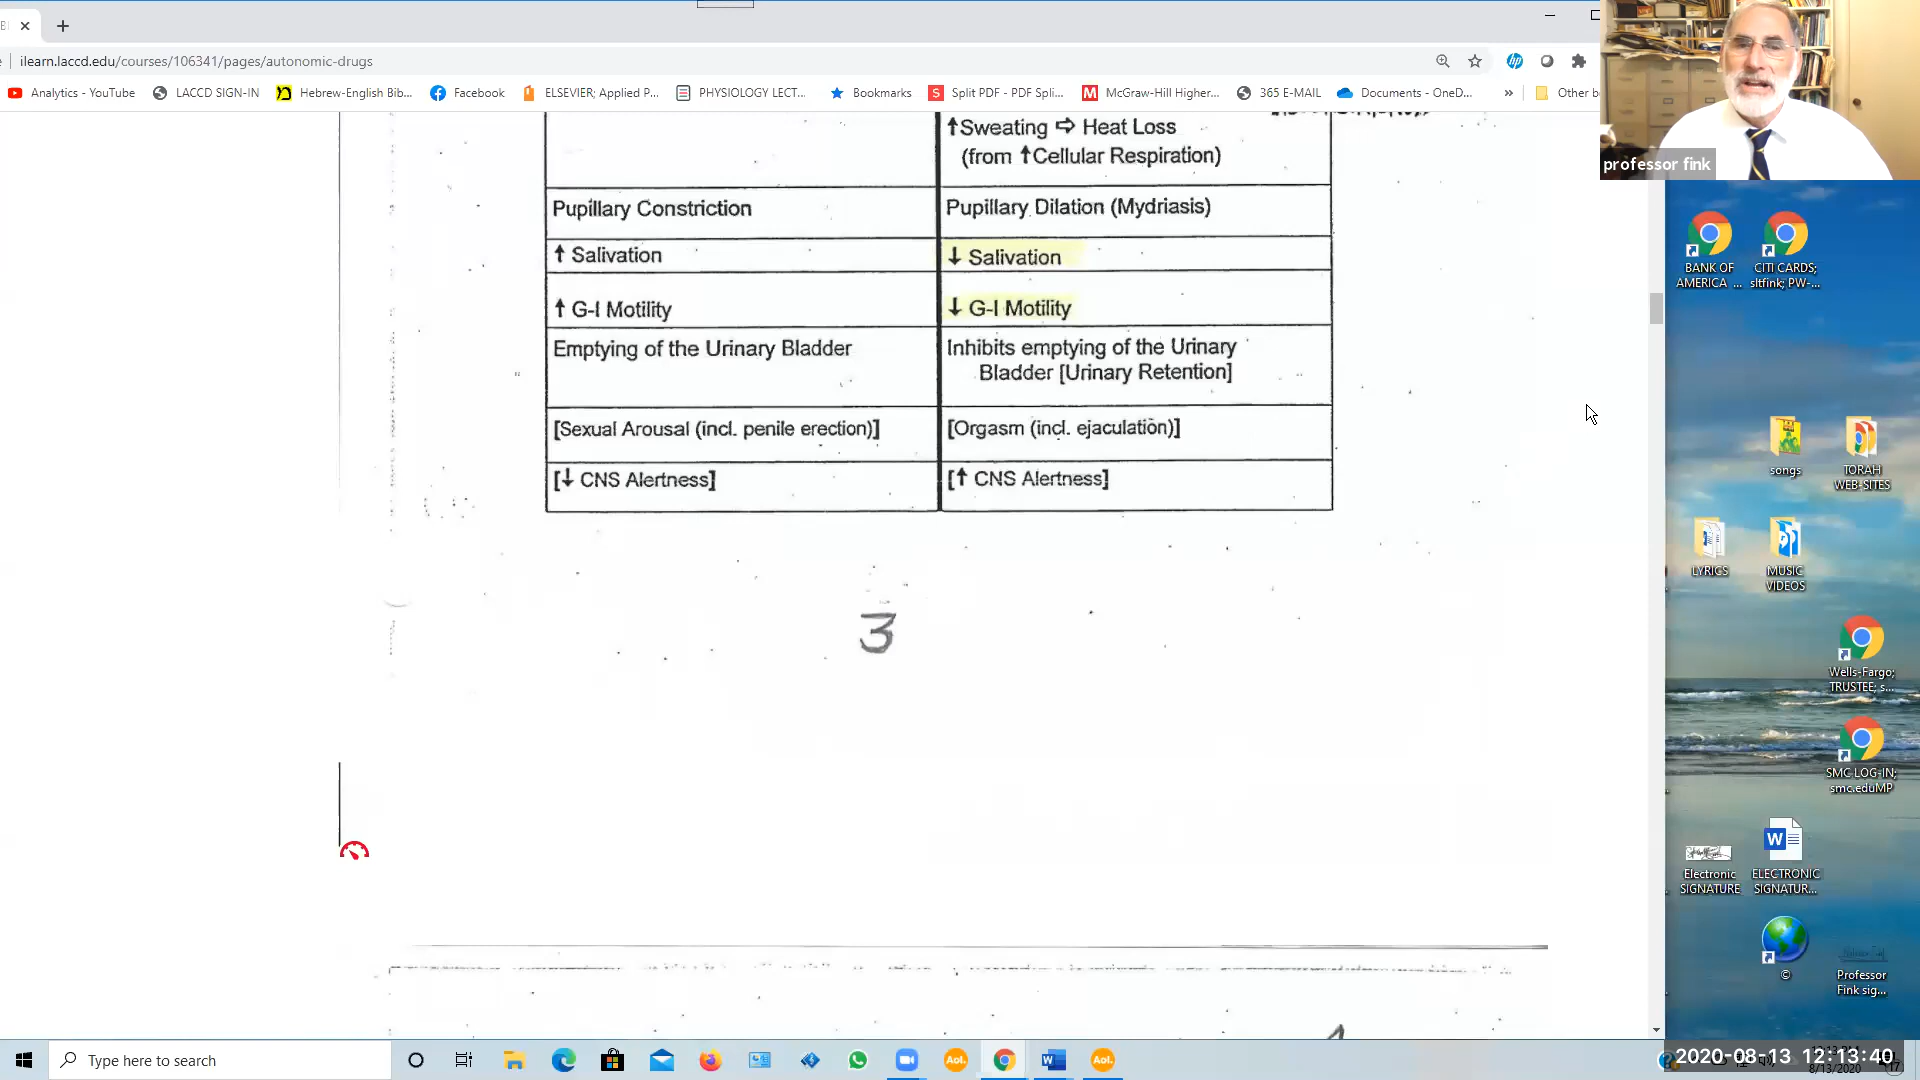 ilearn.laccd.edu/courses/106341/pages/autonomic-drugs
Analytics - YouTube
LACCD SIGN-IN
Hebrew-English Bib...
Facebook
ELSEVIER; Applied P...
PHYSIOLOGY LECT...
Bookmarks
Split PDF - PDF Spli...
McGraw-Hill Higher...
365 E-MAIL
Documents - OneD...
»
Other b
professor fink
↑Sweating ⇨ Heat Loss
(from ↑Cellular Respiration)
Pupillary Constriction
Pupillary Dilation (Mydriasis)
↑ Salivation
↓ Salivation
↑ G-I Motility
↓ G-I Motility
Emptying of the Urinary Bladder
Inhibits emptying of the Urinary
Bladder [Urinary Retention]
[Sexual Arousal (incl. penile erection)]
[Orgasm (incl. ejaculation)]
[↓ CNS Alertness]
[↑ CNS Alertness]
3
BANK OF
AMERICA ...
CITI CARDS;
sltfink; PW-...
songs
TORAH
WEB-SITES
LYRICS
MUSIC
VIDEOS
Wells-Fargo;
TRUSTEE; s...
SMC LOG-IN;
smc.eduMP
Electronic
SIGNATURE
ELECTRONIC
SIGNATUR...
©
Professor
Fink sig...
Type here to search
Aol.
Aol.
2020-08-13 12:13:40
8/13/2020